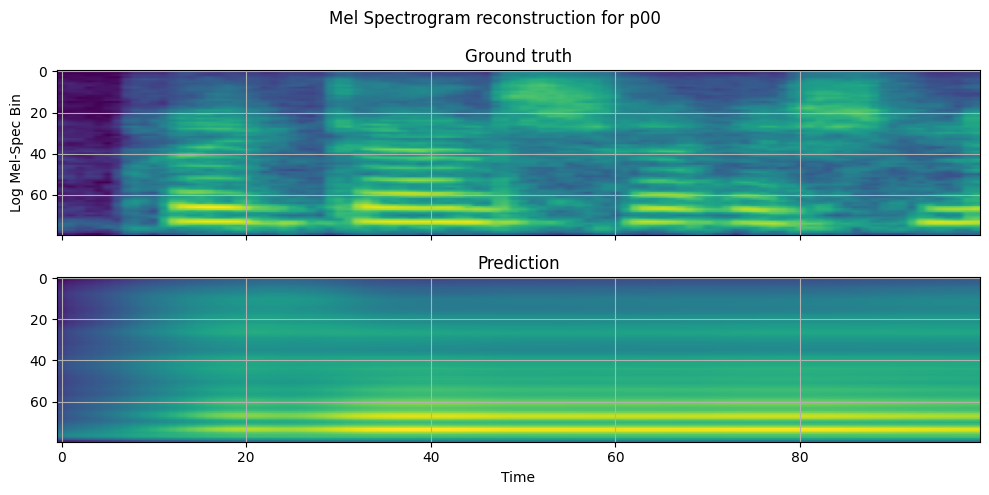 Mel Spectrogram reconstruction for p00
Ground truth
0
20
40
60
Log Mel-Spec Bin
Prediction
0
20
40
60
0 20 40 60 80
Time